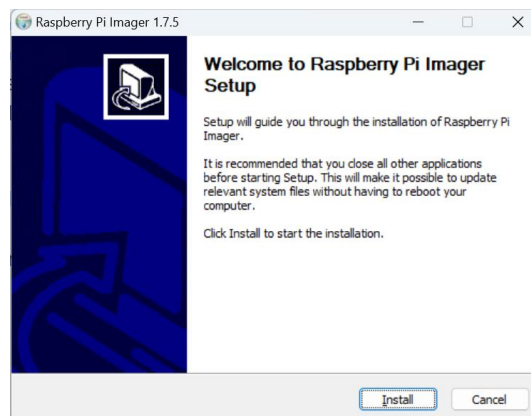 Raspberry Pi Imager 1.7.5
Welcome to Raspberry Pi Imager
Setup
Setup will guide you through the installation of Raspberry Pi
Imager.
It is recommended that you close all other applications
before starting Setup. This will make it possible to update
relevant system files without having to reboot your
computer.
Click Install to start the installation.
Install
Cancel